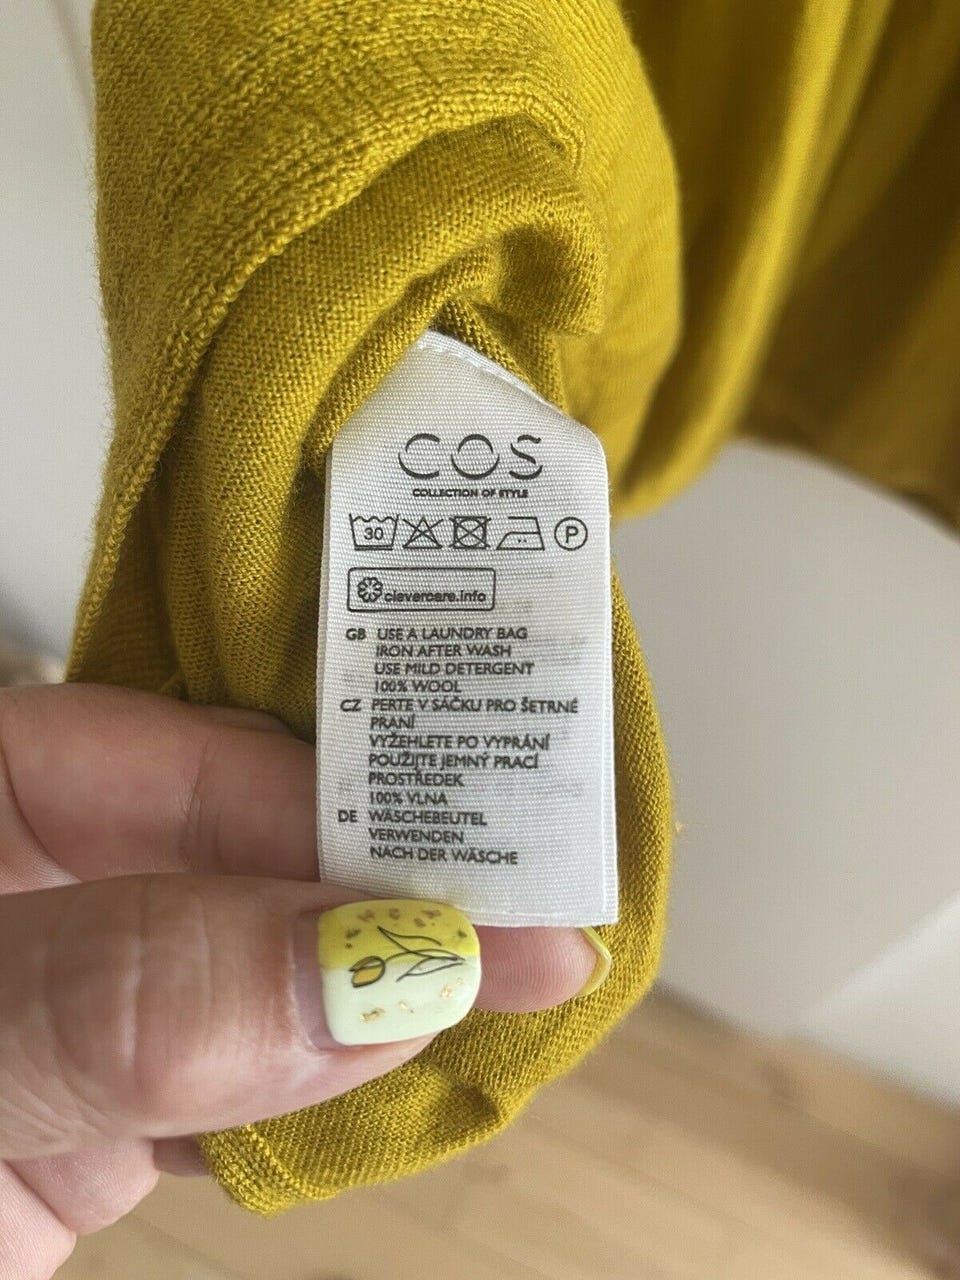 COS
COLLECTION OF STYLE
30 P
clevercare.info
GB USE A LAUNDRY BAG
IRON AFTER WASH
USE MILD DETERGENT
100% WOOL
CZ PERTE V SÁČKU PRO ŠETRNÉ
PRANÍ
VYŽEHLETE PO VYPRÁNÍ
POUŽIJTE JEMNÝ PRACÍ
PROSTŘEDEK
100% VLNA
DE WÄSCHEBEUTEL
VERWENDEN
NACH DER WÄSCHE